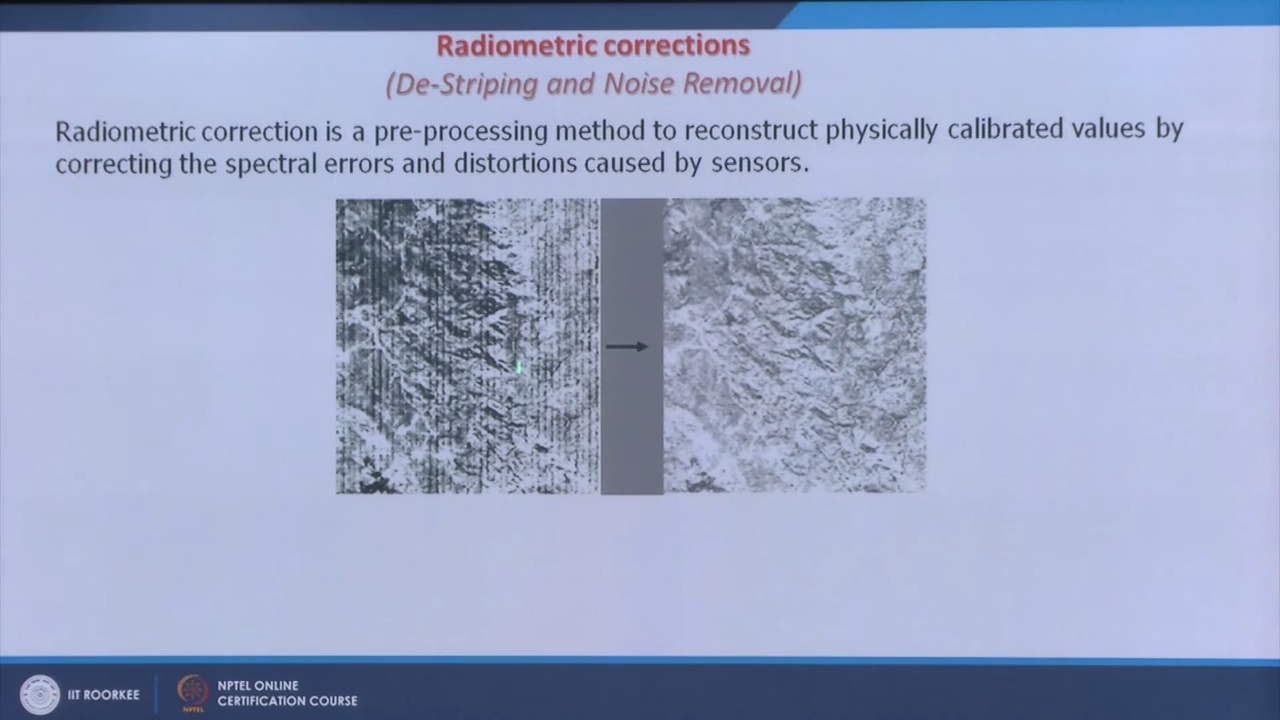 Radiometric corrections
(De-Striping and Noise Removal)
Radiometric correction is a pre-processing method to reconstruct physically calibrated values by
correcting the spectral errors and distortions caused by sensors.
IIT ROORKEE
NPTEL
NPTEL ONLINE
CERTIFICATION COURSE